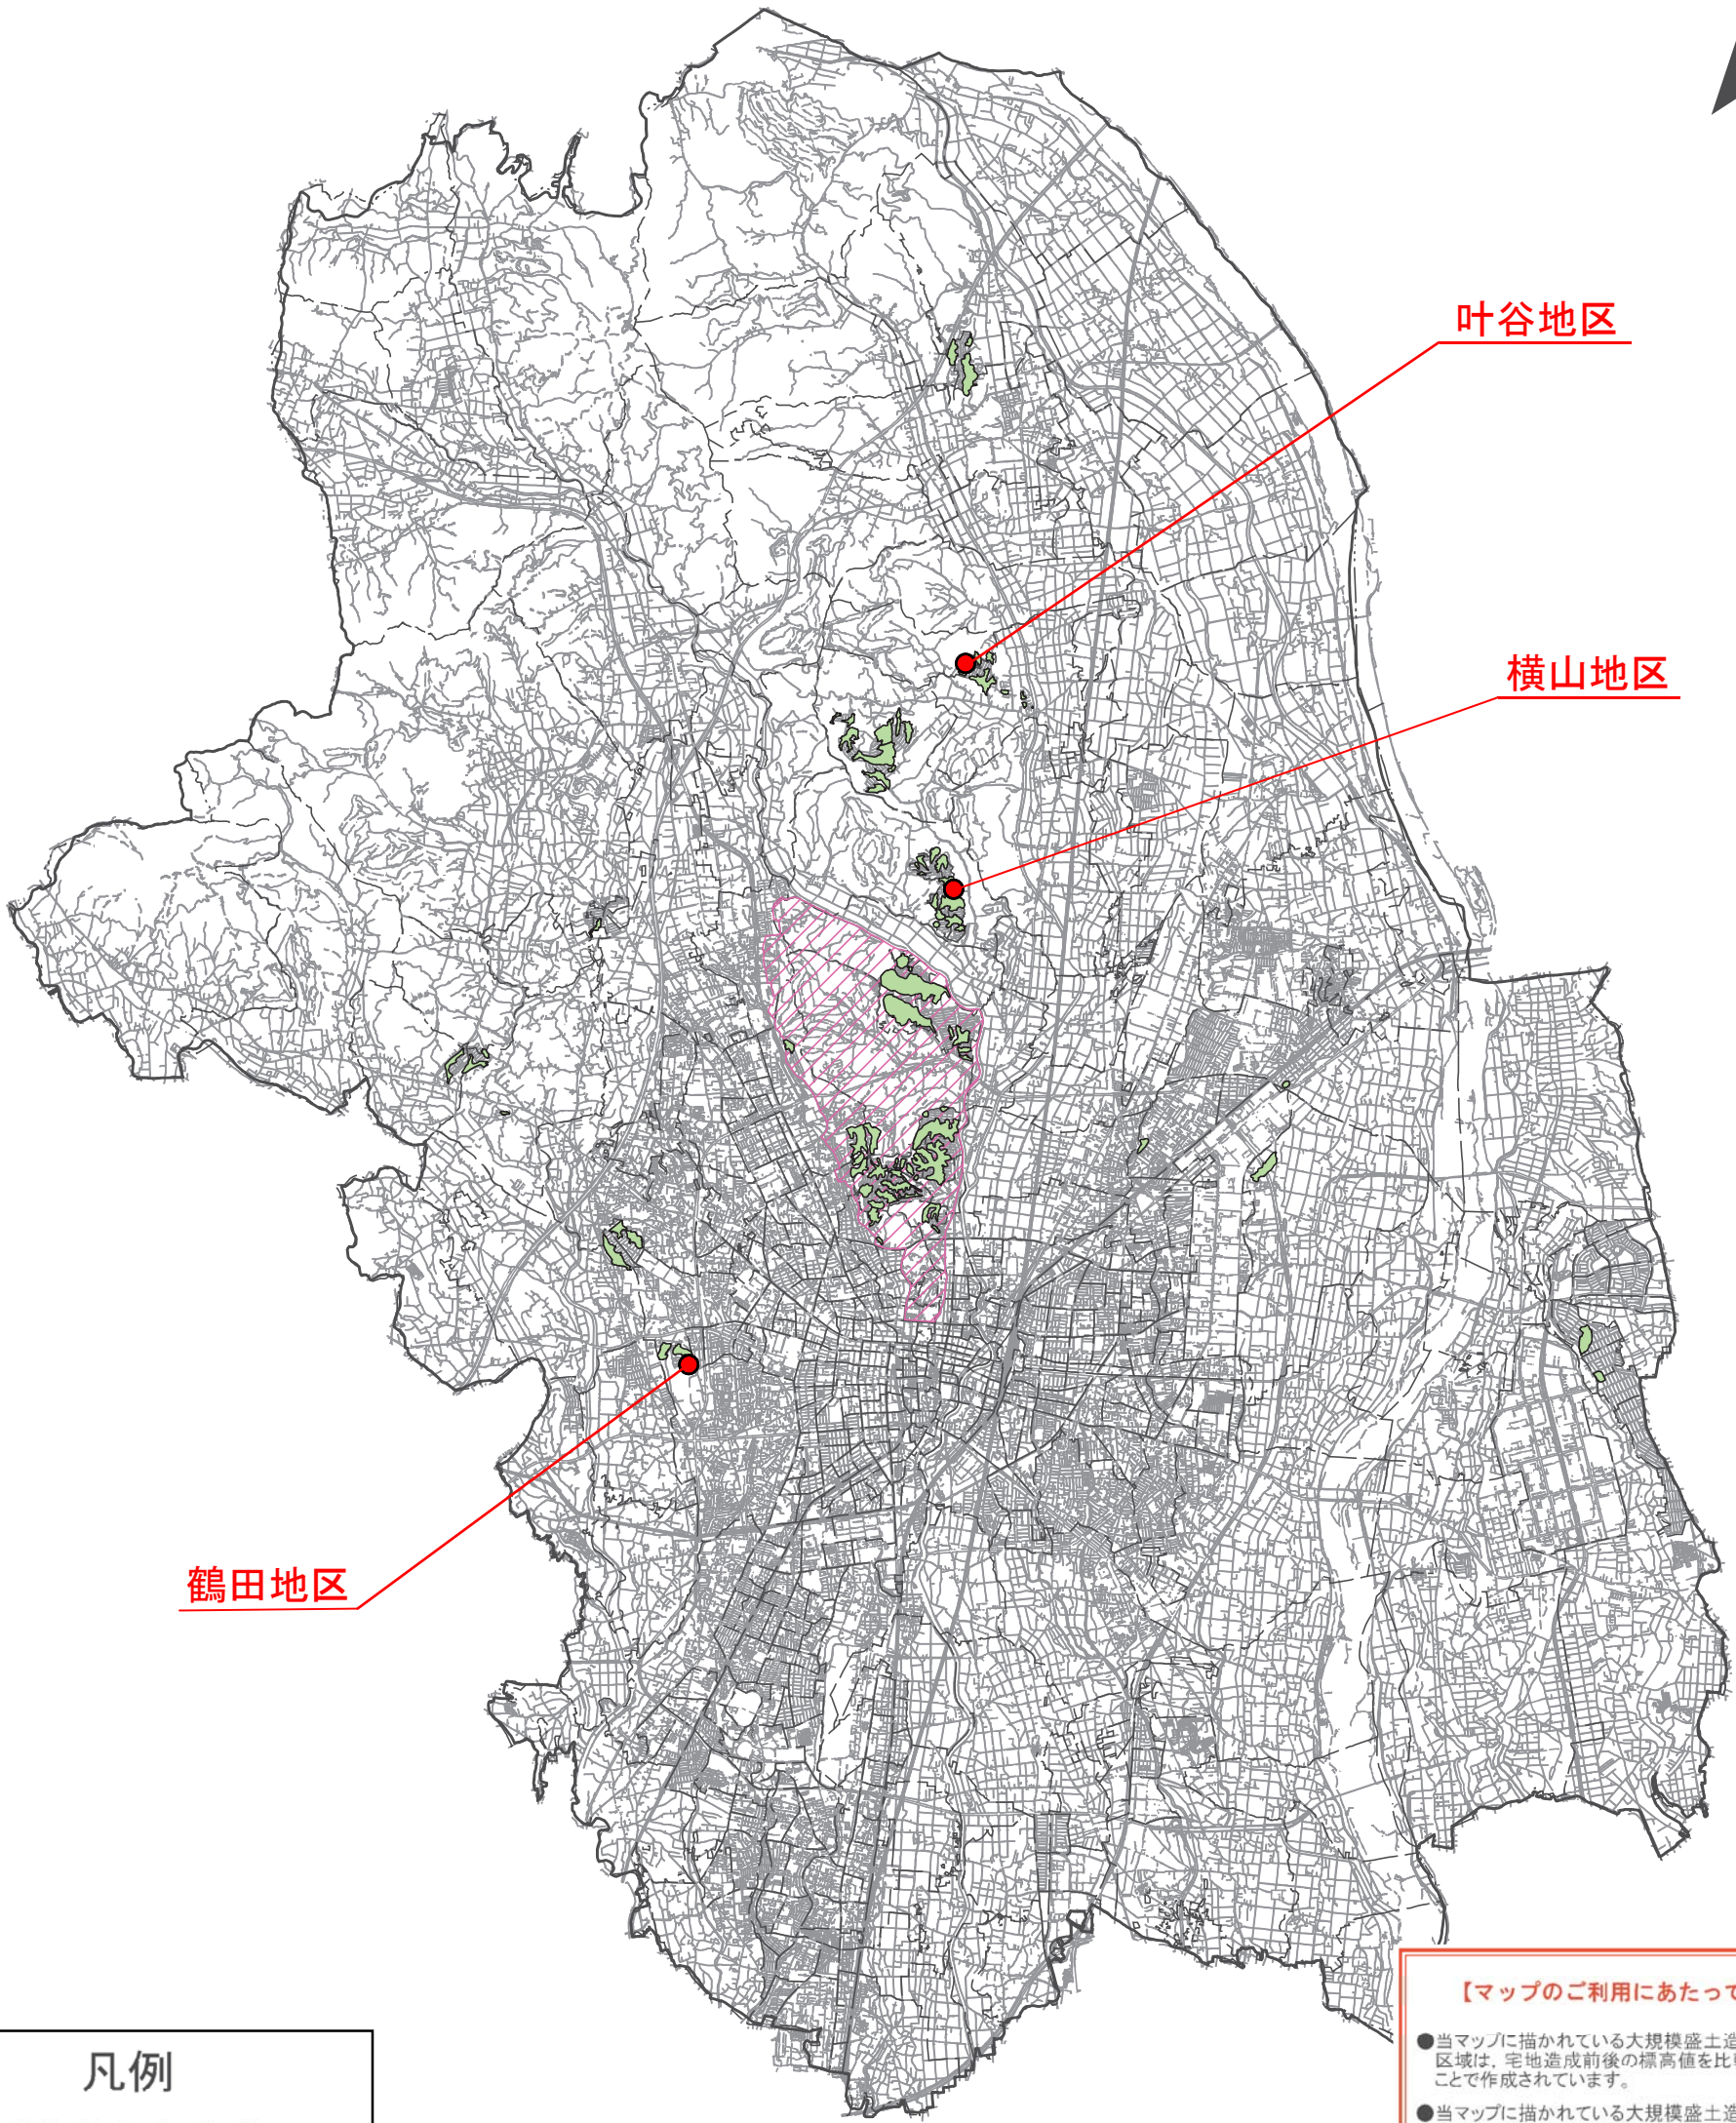 叶谷地区
横山地区
鶴田地区
凡例
【マップのご利用にあたって
●当マップに描かれている大規模盛土造
区域は，宅地造成前後の標高値を比
ことで作成されています。
●当マップに描かれている大規模盛土造